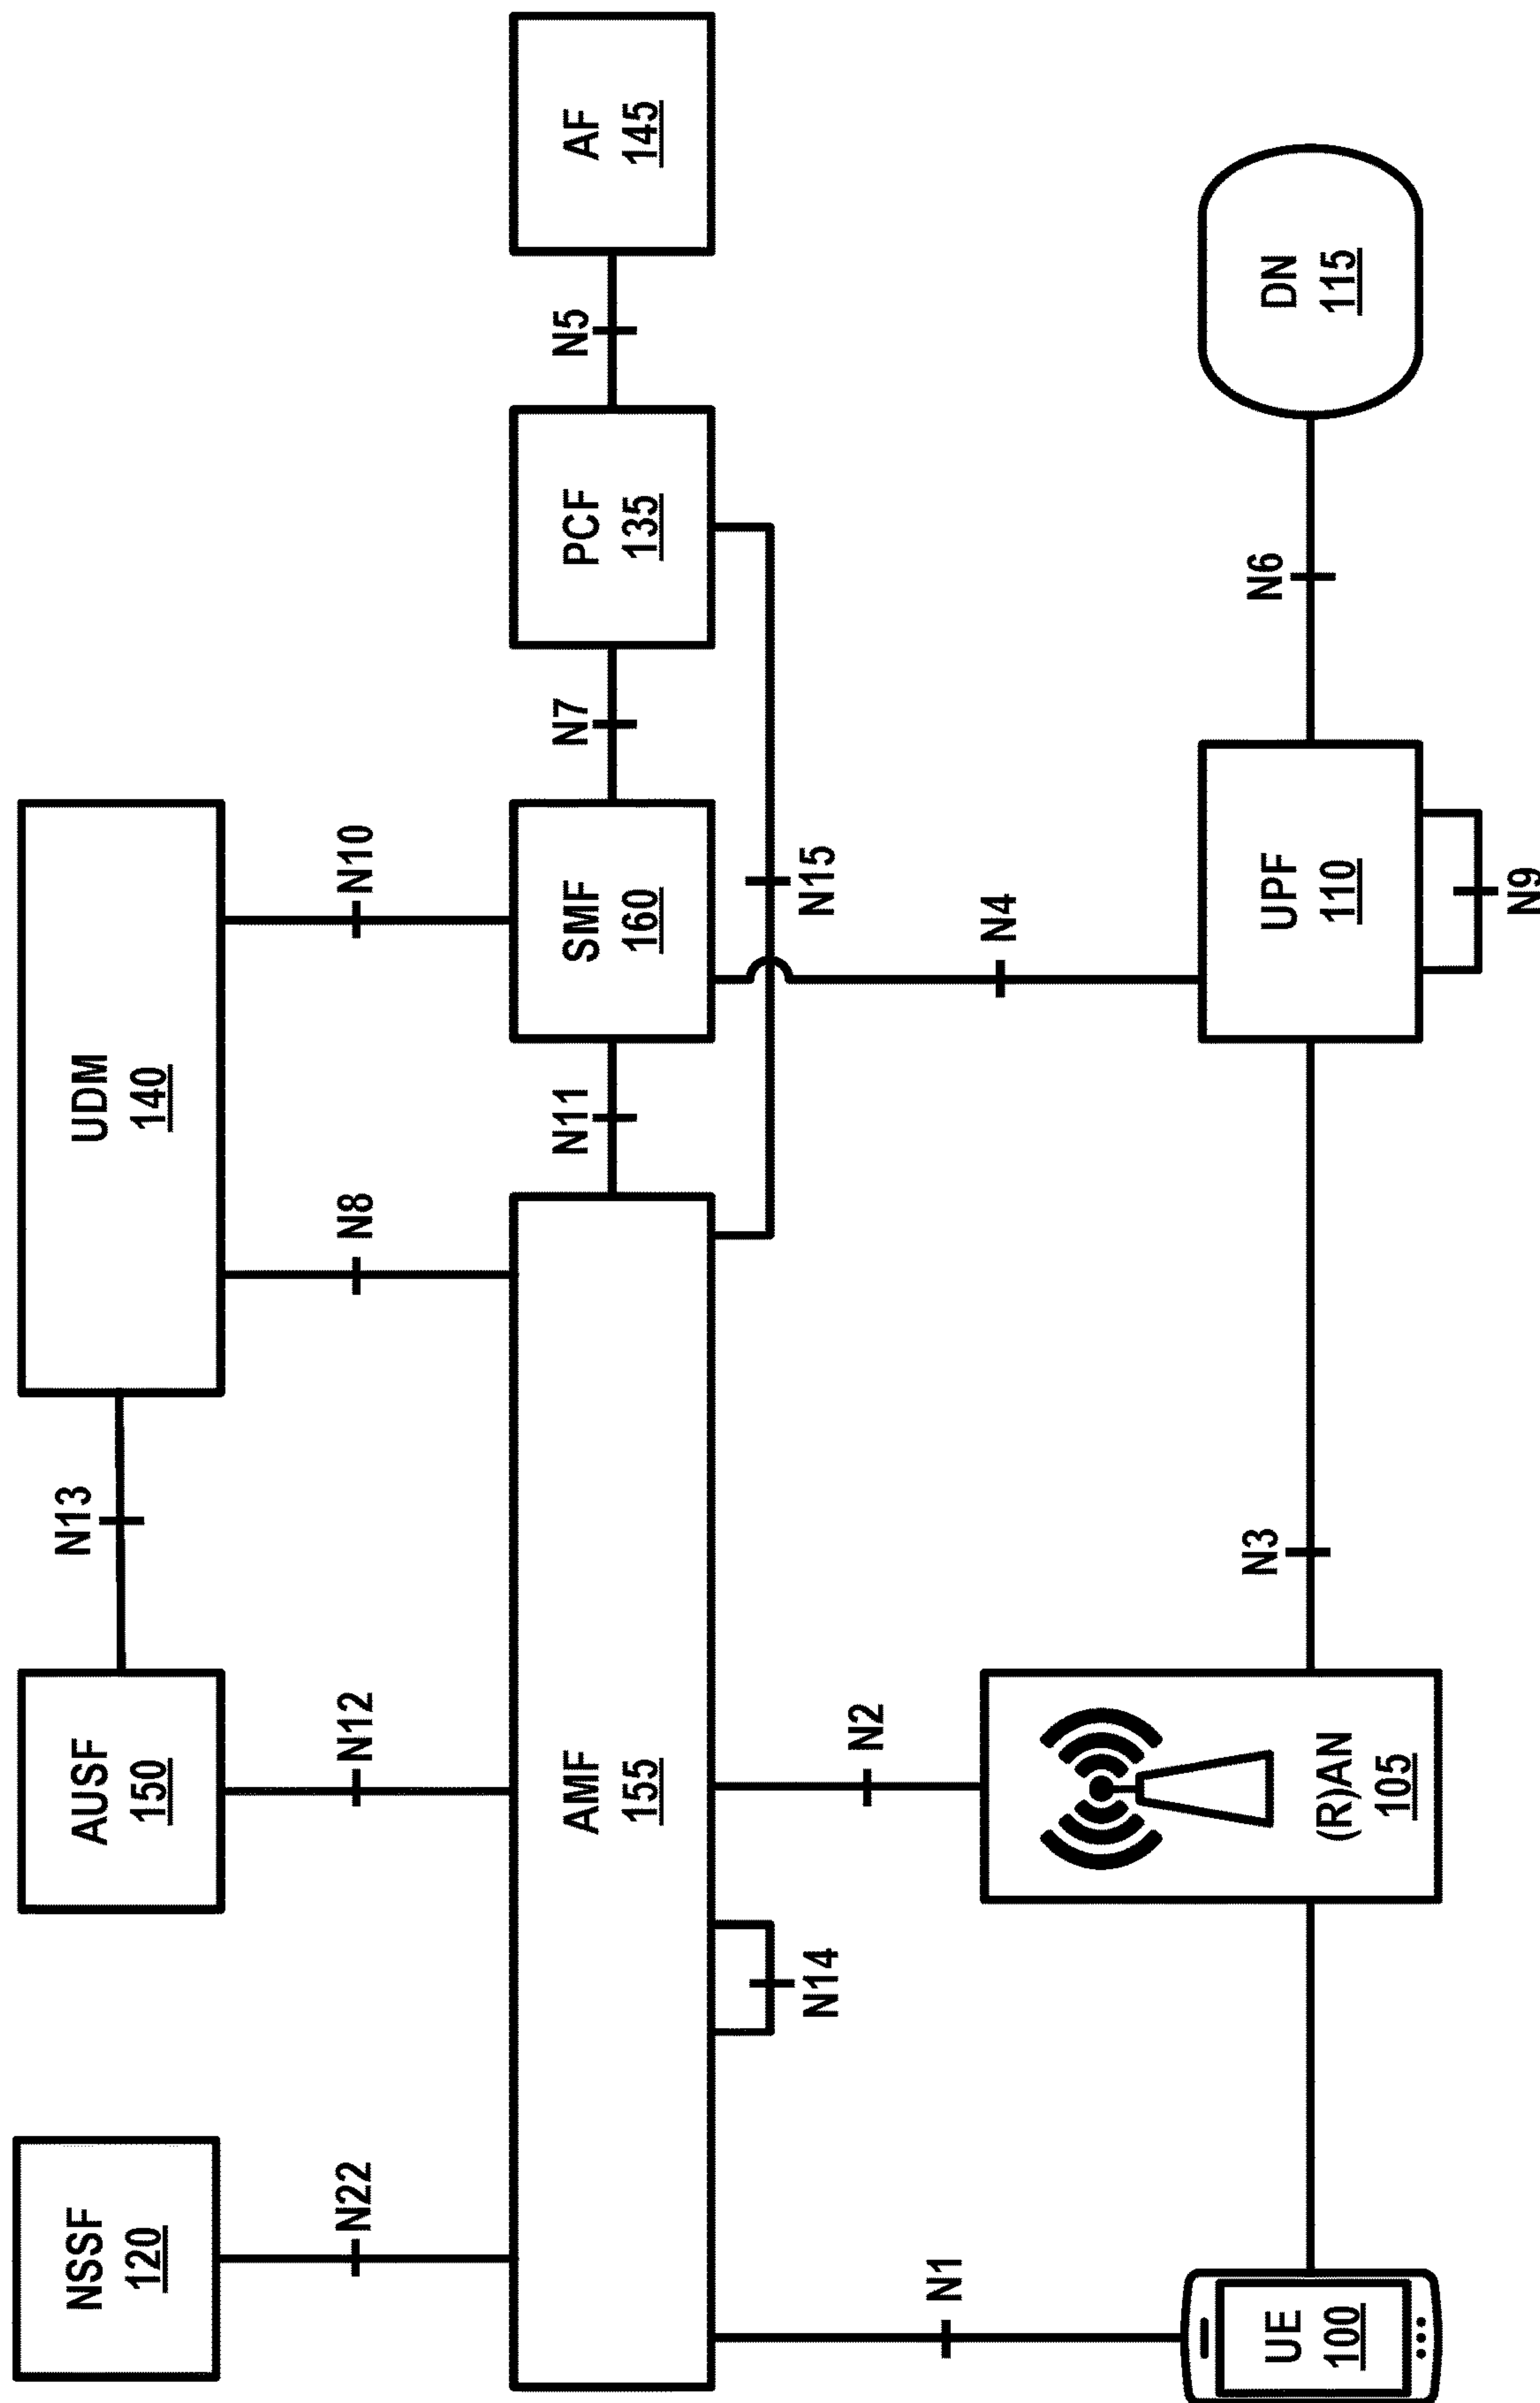 NSSF
120
AUSF
150
UDM
140
N13
N22
N12
N8
N10
AMF
155
N11
SMF
160
N7
PCF
135
N5
AF
145
N14
N15
N1
N2
N4
UE
100
(R)AN
105
N3
UPF
110
N9
N6
DN
115